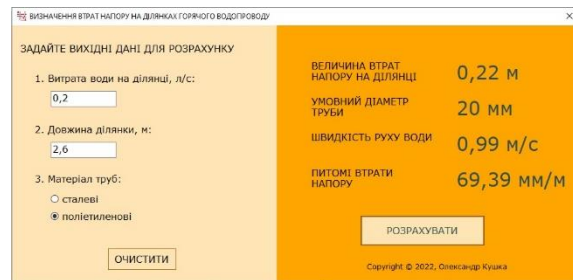 ВИЗНАЧЕННЯ ВТРАТ НАПОРУ НА ДІЛЯНКАХ ГОРЯЧОГО ВОДОПРОВОДУ
ЗАДАЙТЕ ВИХІДНІ ДАНІ ДЛЯ РОЗРАХУНКУ
1. Витрата води на ділянці, л/с:
0,2
2. Довжина ділянки, м:
2,6
3. Матеріал труб:
сталеві
поліетиленові
ОЧИСТИТИ
ВЕЛИЧИНА ВТРАТ
НАПОРУ НА ДІЛЯНЦІ
0,22 м
УМОВНИЙ ДІАМЕТР
ТРУБИ
20 мм
ШВИДКІСТЬ РУХУ ВОДИ
0,99 м/с
ПИТОМІ ВТРАТИ
НАПОРУ
69,39 мм/м
РОЗРАХУВАТИ
Copyright © 2022, Олександр Кушка